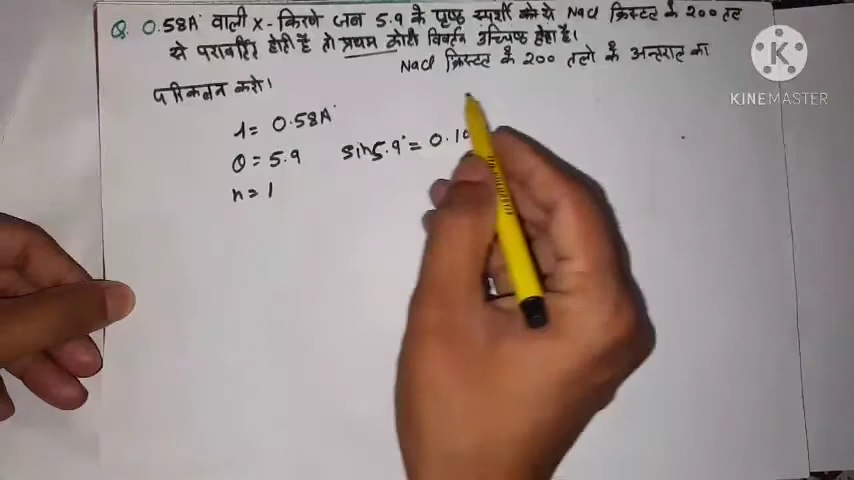 Q. 0.58A° वाली X-किरणे जब 5.9 के पृष्ठ स्पर्शी को से NaCl क्रिस्टल के 200 तल
से परावर्तित होती है तो प्रथम कोटी विवर्तन उच्चिष्ठ होता है।
NaCl क्रिस्टल के 200 तलो के अन्तराल का
परिकलन करो।
λ = 0.58A°
θ = 5.9 sin5.9° = 0.10
n = 1
K
KINEMASTER